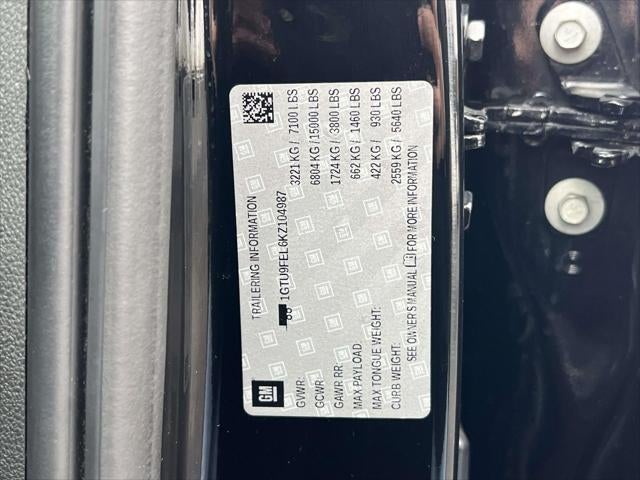 TRAILERING INFORMATION
1GTU9FEL6KZ104987
GVWR: 3221 KG / 7100 LBS
GCWR: 6804 KG / 15000 LBS
GAWR RR: 1724 KG / 3800 LBS
MAX PAYLOAD: 662 KG / 1460 LBS
MAX TONGUE WEIGHT: 422 KG / 930 LBS
CURB WEIGHT: 2559 KG / 5640 LBS
SEE OWNER'S MANUAL FOR MORE INFORMATION
GM